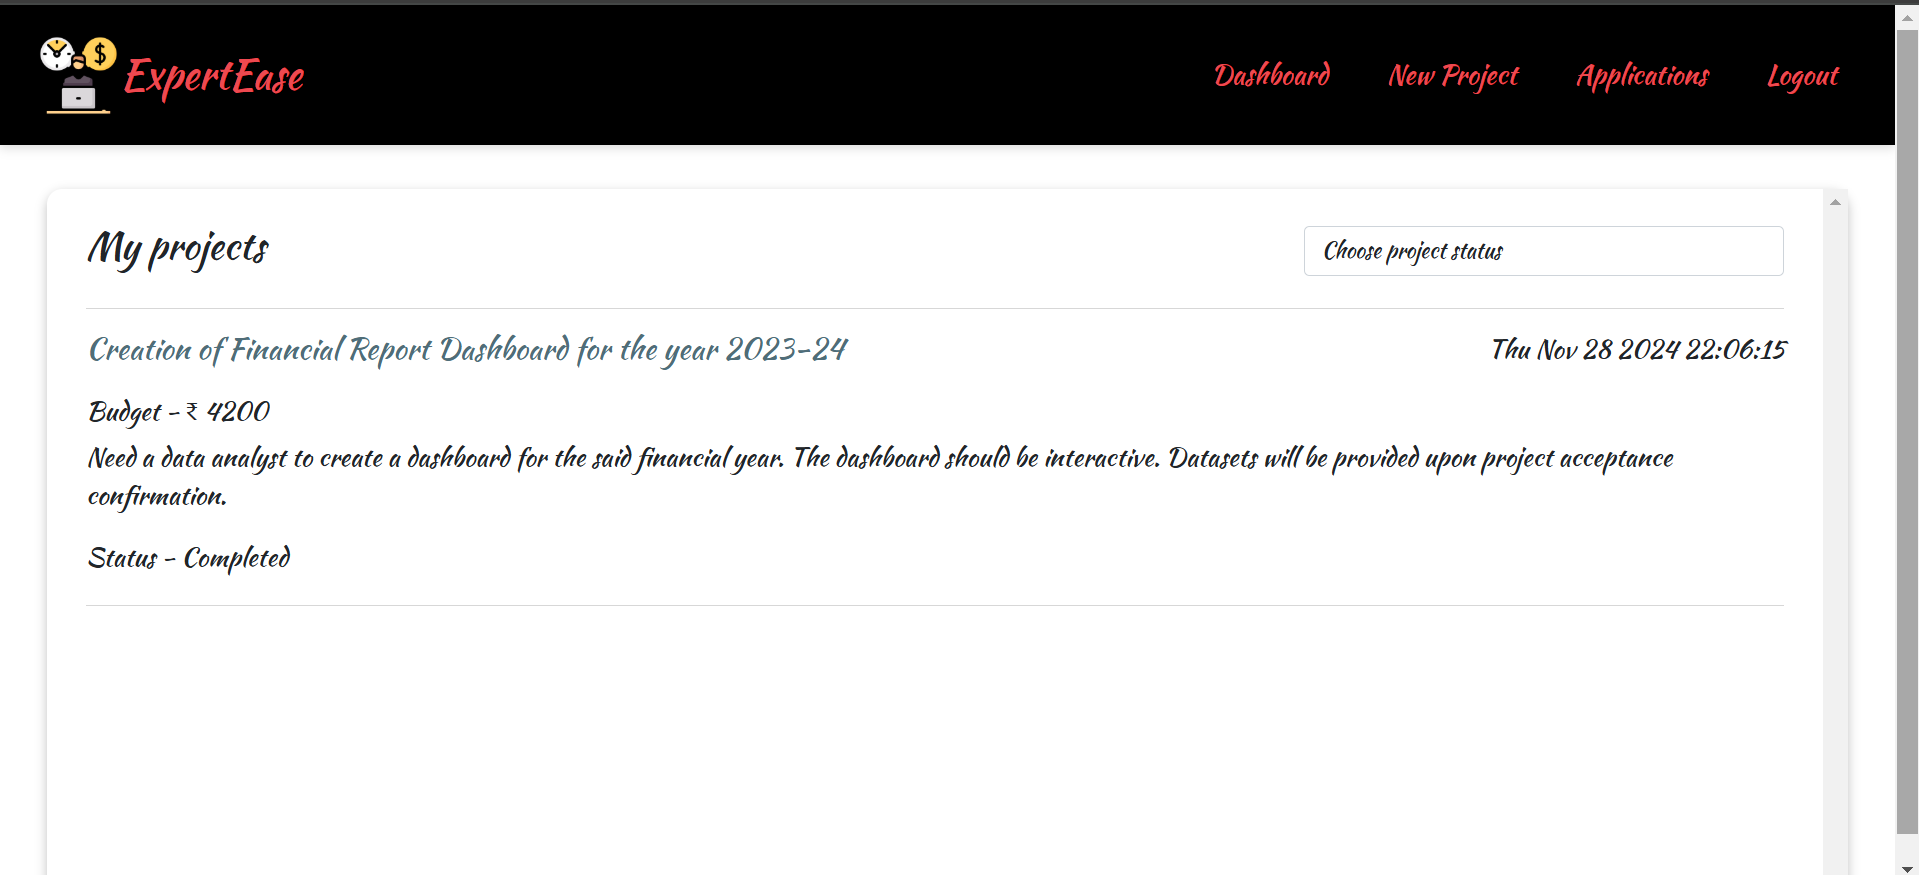 ExpertEase
Dashboard New Project Applications Logout
My projects
Choose project status
Creation of Financial Report Dashboard for the year 2023-24
Thu Nov 28 2024 22:06:15
Budget - ₹ 4200
Need a data analyst to create a dashboard for the said financial year. The dashboard should be interactive. Datasets will be provided upon project acceptance
confirmation.
Status - Completed